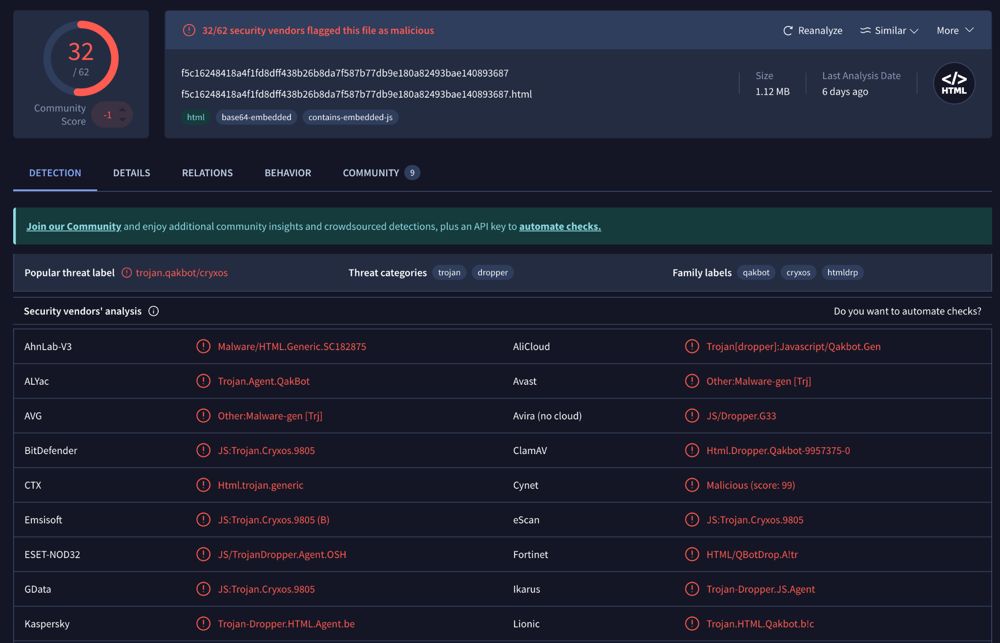 32
/ 62
Community
Score
-1
32/62 security vendors flagged this file as malicious
Reanalyze
Similar
More
f5c16248418a4f1fd8dff438b26b8da7f587b77db9e180a82493bae140893687
f5c16248418a4f1fd8dff438b26b8da7f587b77db9e180a82493bae140893687.html
html base64-embedded contains-embedded-js
Size
1.12 MB
Last Analysis Date
6 days ago
</>
HTML
DETECTION DETAILS RELATIONS BEHAVIOR COMMUNITY 9
Join our Community and enjoy additional community insights and crowdsourced detections, plus an API key to automate checks.
Popular threat label trojan.qakbot/cryxos Threat categories trojan dropper Family labels qakbot cryxos htmldrp
Security vendors' analysis Do you want to automate checks?
AhnLab-V3 Malware/HTML.Generic.SC182875 AliCloud Trojan[dropper]:Javascript/Qakbot.Gen
ALYac Trojan.Agent.QakBot Avast Other:Malware-gen [Trj]
AVG Other:Malware-gen [Trj] Avira (no cloud) JS/Dropper.G33
BitDefender JS:Trojan.Cryxos.9805 ClamAV Html.Dropper.Qakbot-9957375-0
CTX Html.trojan.generic Cynet Malicious (score: 99)
Emsisoft JS:Trojan.Cryxos.9805 (B) eScan JS:Trojan.Cryxos.9805
ESET-NOD32 JS/TrojanDropper.Agent.OSH Fortinet HTML/QBotDrop.A!tr
GData JS:Trojan.Cryxos.9805 Ikarus Trojan-Dropper.JS.Agent
Kaspersky Trojan-Dropper.HTML.Agent.be Lionic Trojan.HTML.Qakbot.b!c